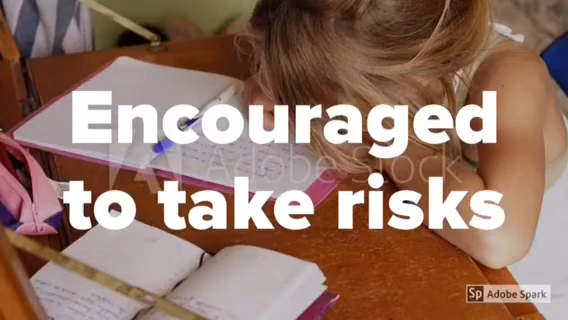 Encouraged
Adobe Stock
to take risks
Sp Adobe Spark